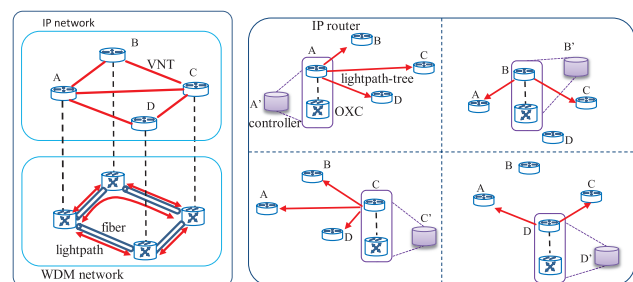 IP network
B
VNT
A
C
D
fiber
lightpath
WDM network
IP router
A
B
C
lightpath-tree
D
A'
OXC
controller
B'
B
A
C
D
B
C
A
C'
D
B
A
C
D
D'